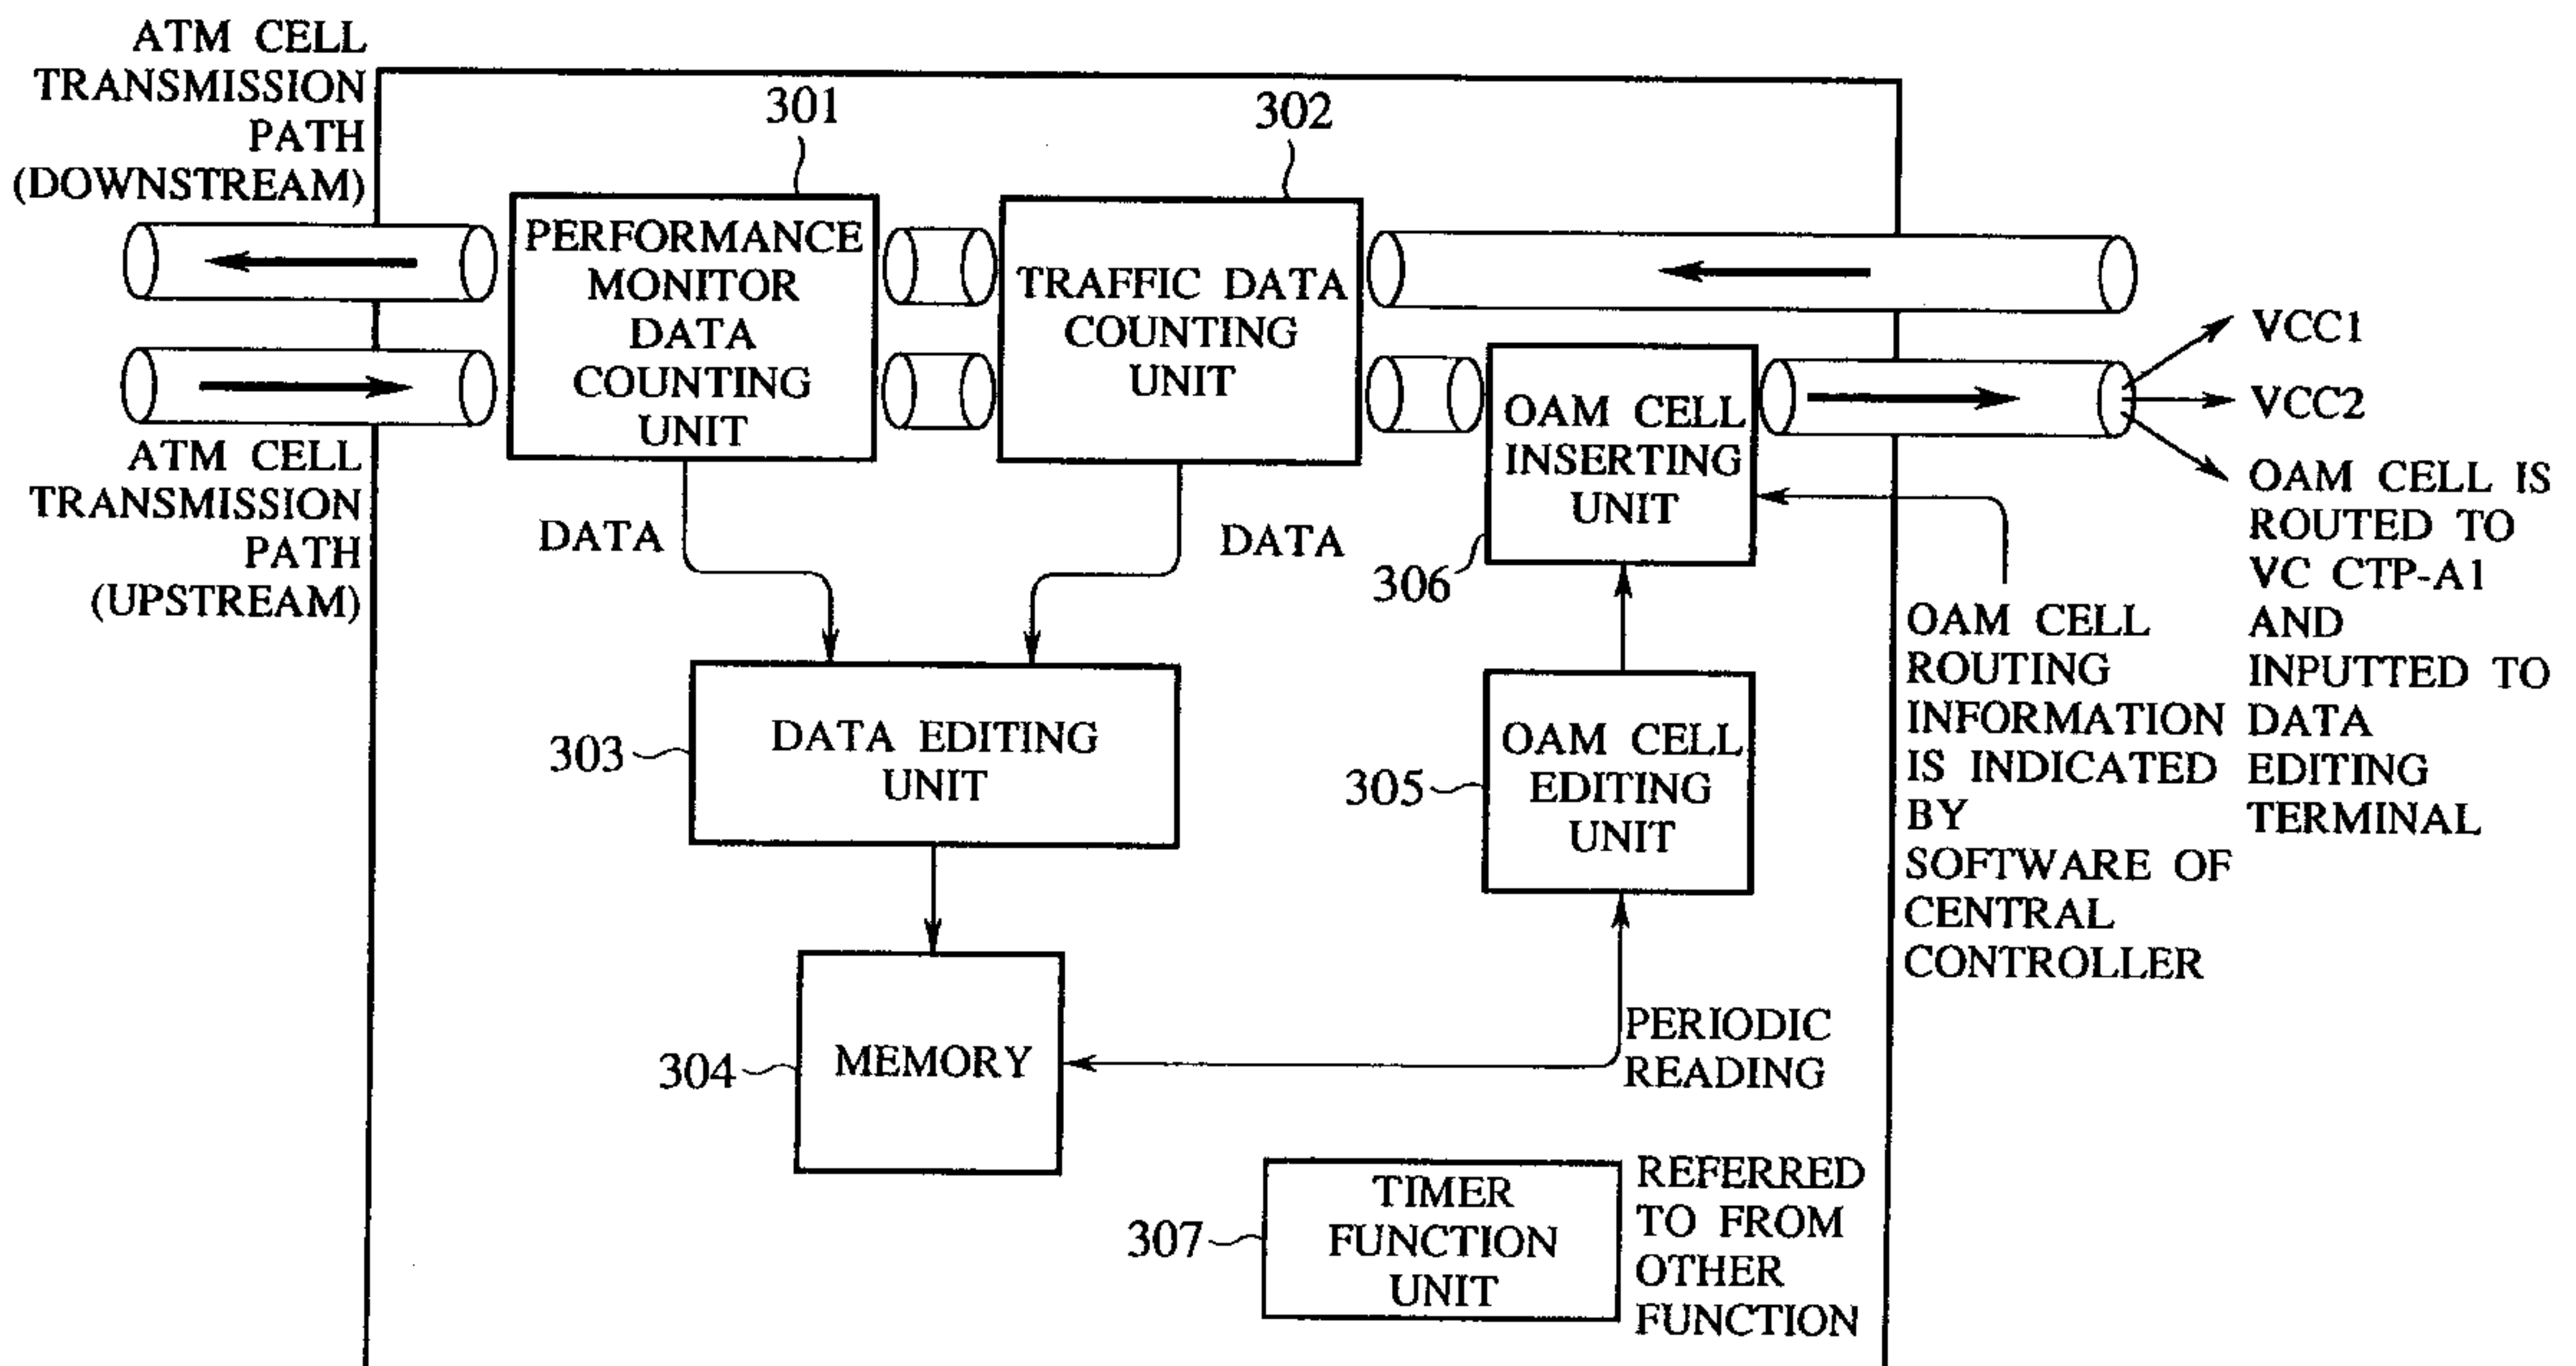 ATM CELL
TRANSMISSION
PATH
(DOWNSTREAM)
301
302
PERFORMANCE
MONITOR
DATA
COUNTING
UNIT
TRAFFIC DATA
COUNTING
UNIT
ATM CELL
TRANSMISSION
PATH
(UPSTREAM)
OAM CELL
INSERTING
UNIT
306
VCC1
VCC2
OAM CELL IS
ROUTED TO
VC CTP-A1
AND
INPUTTED TO
DATA
EDITING
TERMINAL
OAM CELL
ROUTING
INFORMATION
IS INDICATED
BY
SOFTWARE OF
CENTRAL
CONTROLLER
DATA
DATA
303
DATA EDITING
UNIT
305
OAM CELL
EDITING
UNIT
304
MEMORY
PERIODIC
READING
307
TIMER
FUNCTION
UNIT
REFERRED
TO FROM
OTHER
FUNCTION